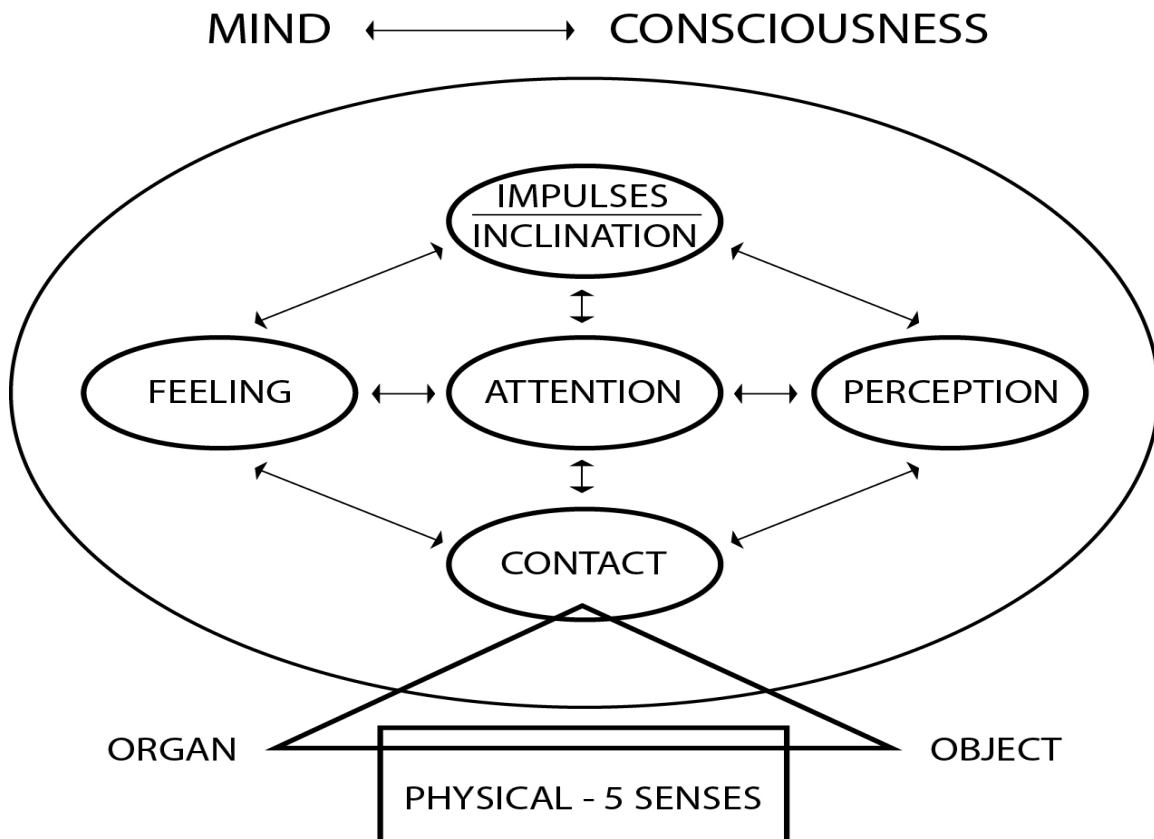 MIND CONSCIOUSNESS
IMPULSES
INCLINATION
FEELING ATTENTION PERCEPTION
CONTACT
ORGAN OBJECT
PHYSICAL - 5 SENSES